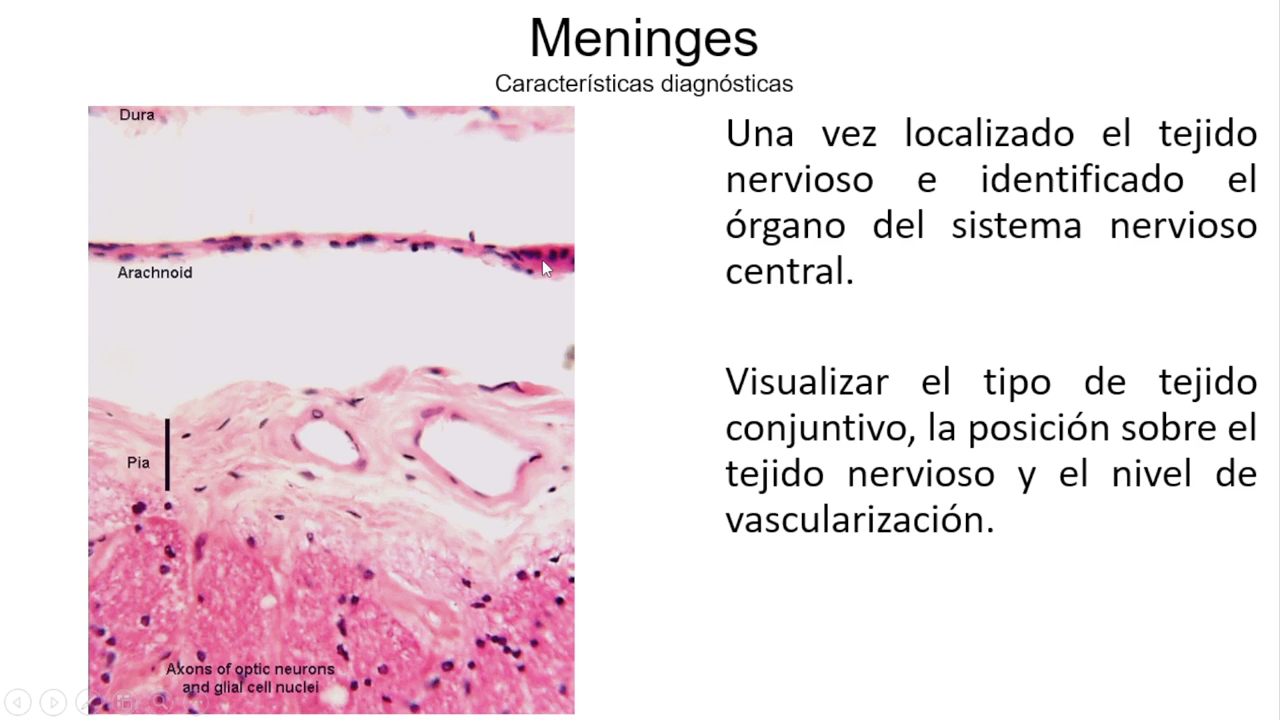 Meninges
Características diagnósticas
Dura
Arachnoid
Pia
Axons of optic neurons
and glial cell nuclei
Una vez localizado el tejido
nervioso e identificado el
órgano del sistema nervioso
central.
Visualizar el tipo de tejido
conjuntivo, la posición sobre el
tejido nervioso y el nivel de
vascularización.